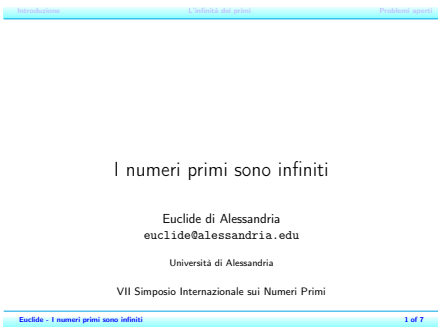 Introduzione L'infinità dei primi Problemi aperti
I numeri primi sono infiniti
Euclide di Alessandria
euclide@alessandria.edu
Università di Alessandria
VII Simposio Internazionale sui Numeri Primi
Euclide - I numeri primi sono infiniti 1 of 7